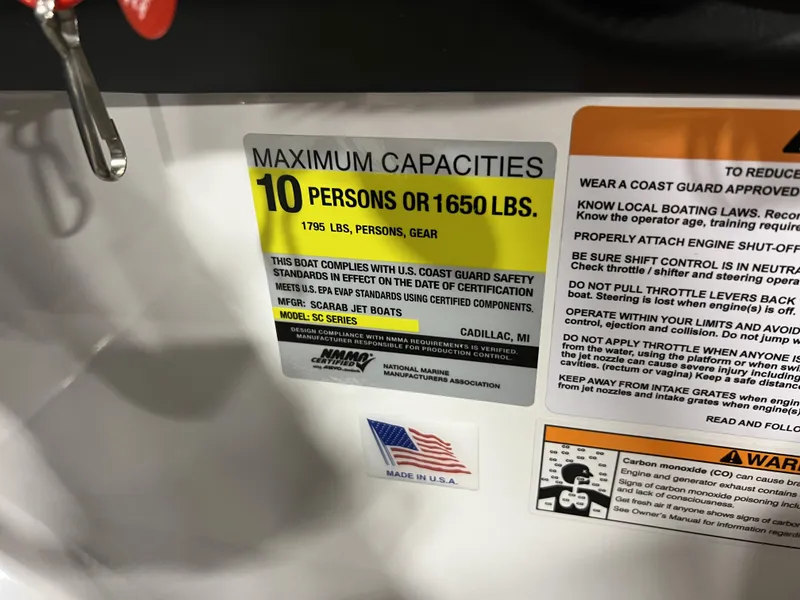 MAXIMUM CAPACITIES
10 PERSONS OR 1650 LBS.
1795 LBS, PERSONS, GEAR
THIS BOAT COMPLIES WITH U.S. COAST GUARD SAFETY
STANDARDS IN EFFECT ON THE DATE OF CERTIFICATION
MEETS U.S. EPA EVAP STANDARDS USING CERTIFIED COMPONENTS.
MFGR: SCARAB JET BOATS
MODEL: SC SERIES
CADILLAC, MI
DESIGN COMPLIANCE WITH NMMA REQUIREMENTS IS VERIFIED.
MANUFACTURER RESPONSIBLE FOR PRODUCTION CONTROL.
NMMA
CERTIFIED
NATIONAL MARINE
MANUFACTURERS ASSOCIATION
MADE IN U.S.A.
TO REDUCE
WEAR A COAST GUARD APPROVED
KNOW LOCAL BOATING LAWS.
Know the operator age, training
PROPERLY ATTACH ENGINE SHUT-OFF
BE SURE SHIFT CONTROL IS IN
Check throttle / shifter and steering
DO NOT PULL THROTTLE LEVERS BACK
boat. Steering is lost when engine(s) is off.
OPERATE WITHIN YOUR LIMITS AND AVOID
control, ejection and collision. Do not jump
DO NOT APPLY THROTTLE WHEN ANYONE IS
from the water, using the platform or when
the jet nozzle can cause severe injury including
cavities. (rectum or vagina) Keep a safe distance
KEEP AWAY FROM INTAKE GRATES when
from jet nozzles and intake grates when engine(s)
READ AND
Carbon monoxide (CO) can cause
Engine and generator exhaust contains
Signs of carbon monoxide poisoning
and lack of consciousness.
Get fresh air if anyone shows signs of
See Owner's Manual for information